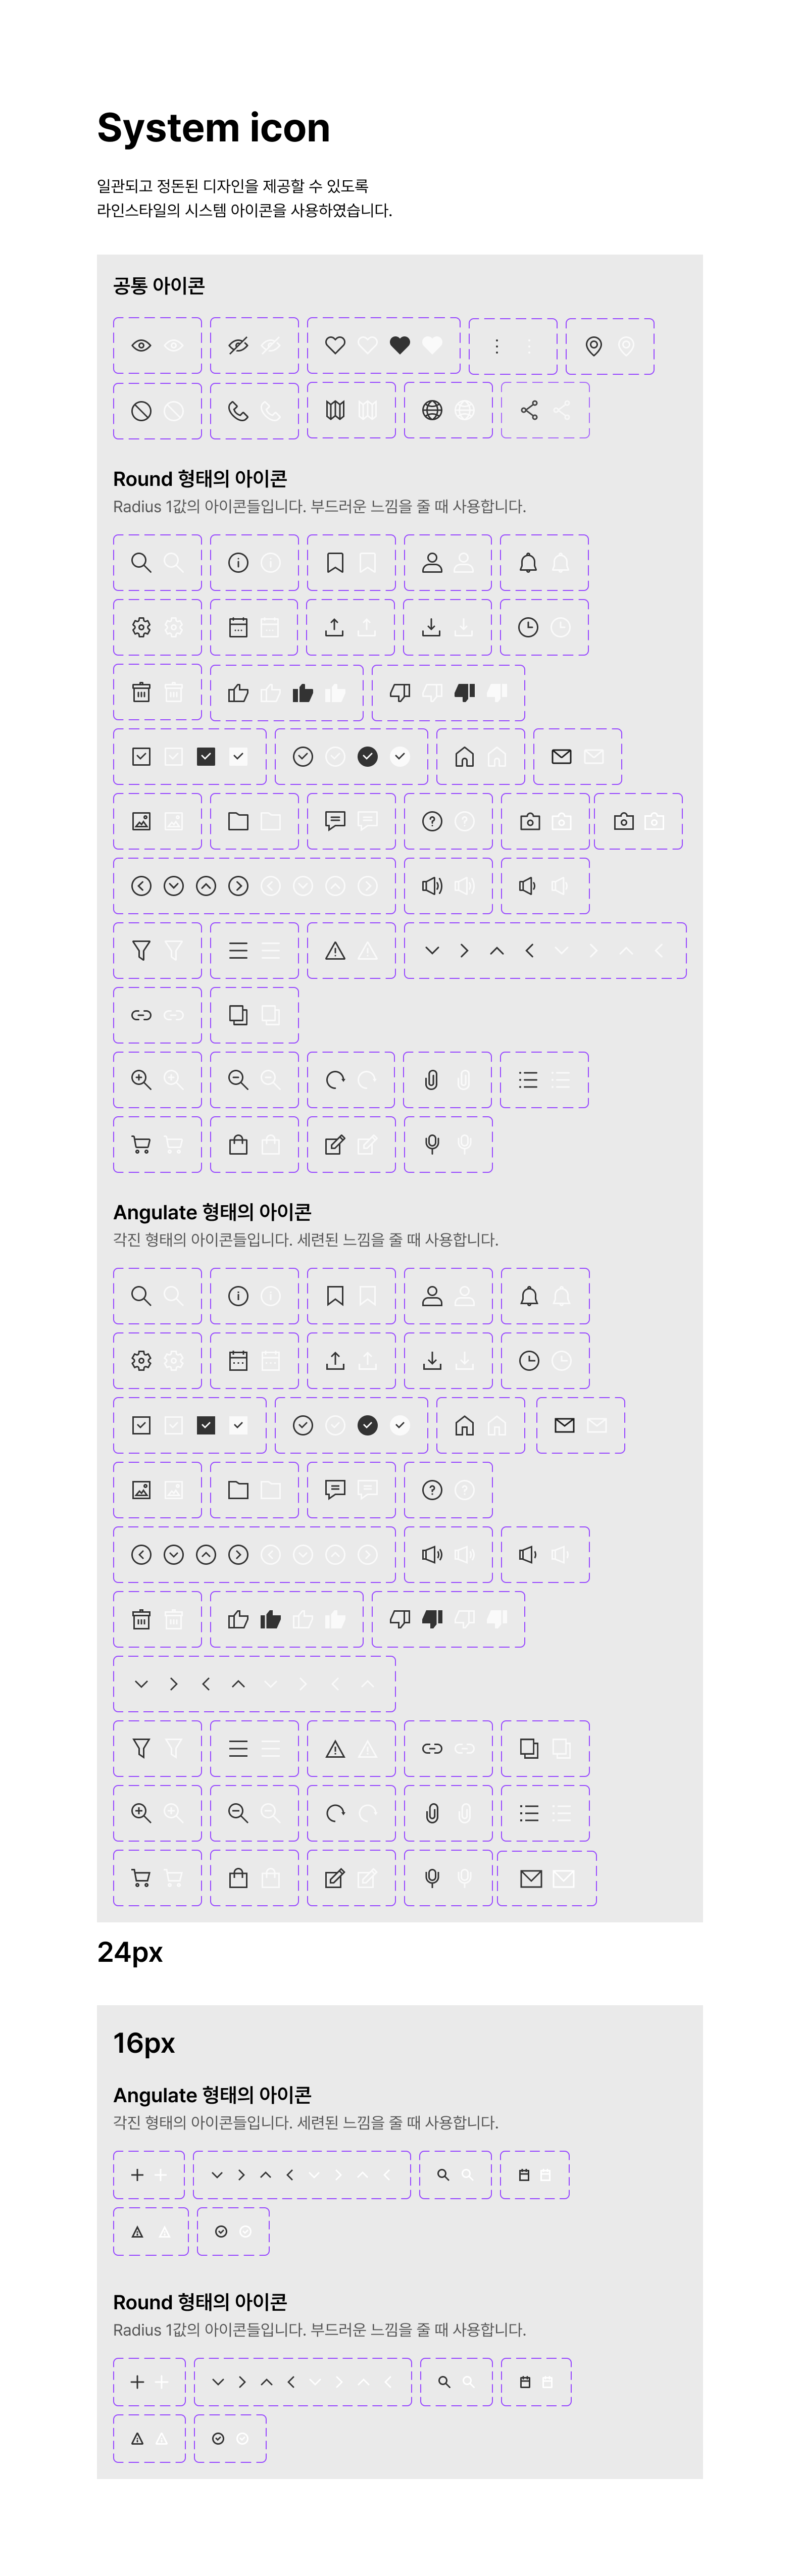 System icon
일관되고 정돈된 디자인을 제공할 수 있도록
라인스타일의 시스템 아이콘을 사용하였습니다.
공통 아이콘
Round 형태의 아이콘
Radius 1값의 아이콘들입니다. 부드러운 느낌을 줄 때 사용합니다.
Angulate 형태의 아이콘
각진 형태의 아이콘들입니다. 세련된 느낌을 줄 때 사용합니다.
24px
16px
Angulate 형태의 아이콘
각진 형태의 아이콘들입니다. 세련된 느낌을 줄 때 사용합니다.
Round 형태의 아이콘
Radius 1값의 아이콘들입니다. 부드러운 느낌을 줄 때 사용합니다.